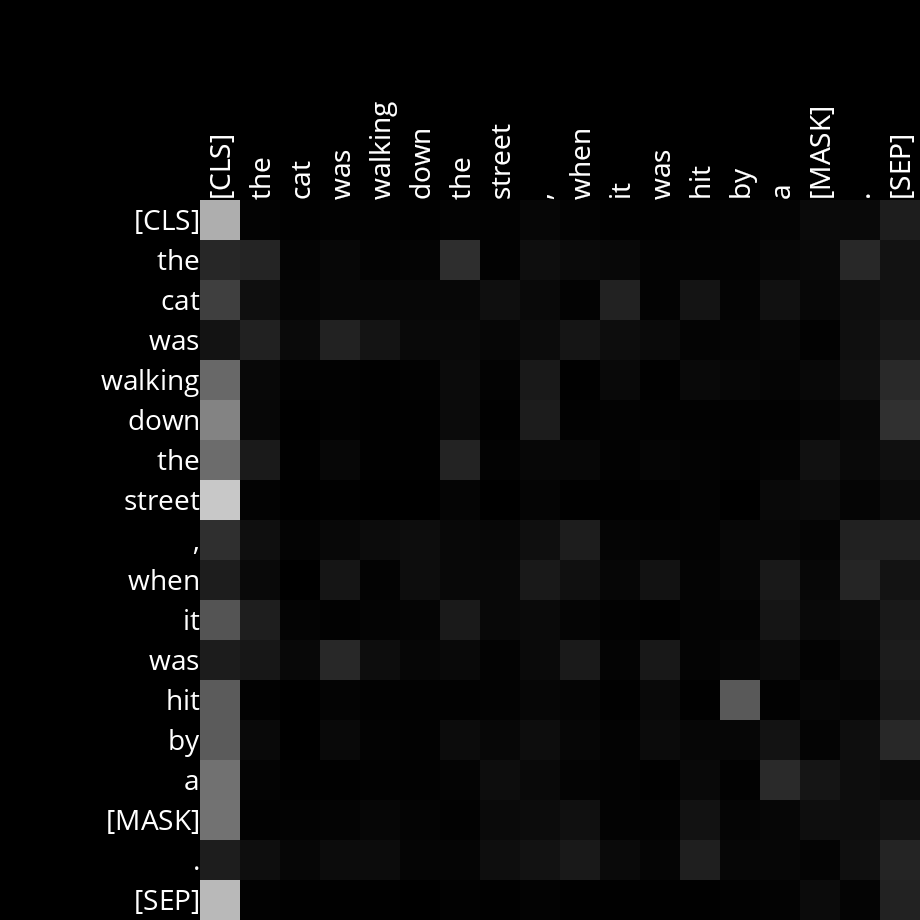 [CLS] the cat was walking down the street , when it was hit by a [MASK] . [SEP]
[CLS]
the
cat
was
walking
down
the
street
,
when
it
was
hit
by
a
[MASK]
.
[SEP]